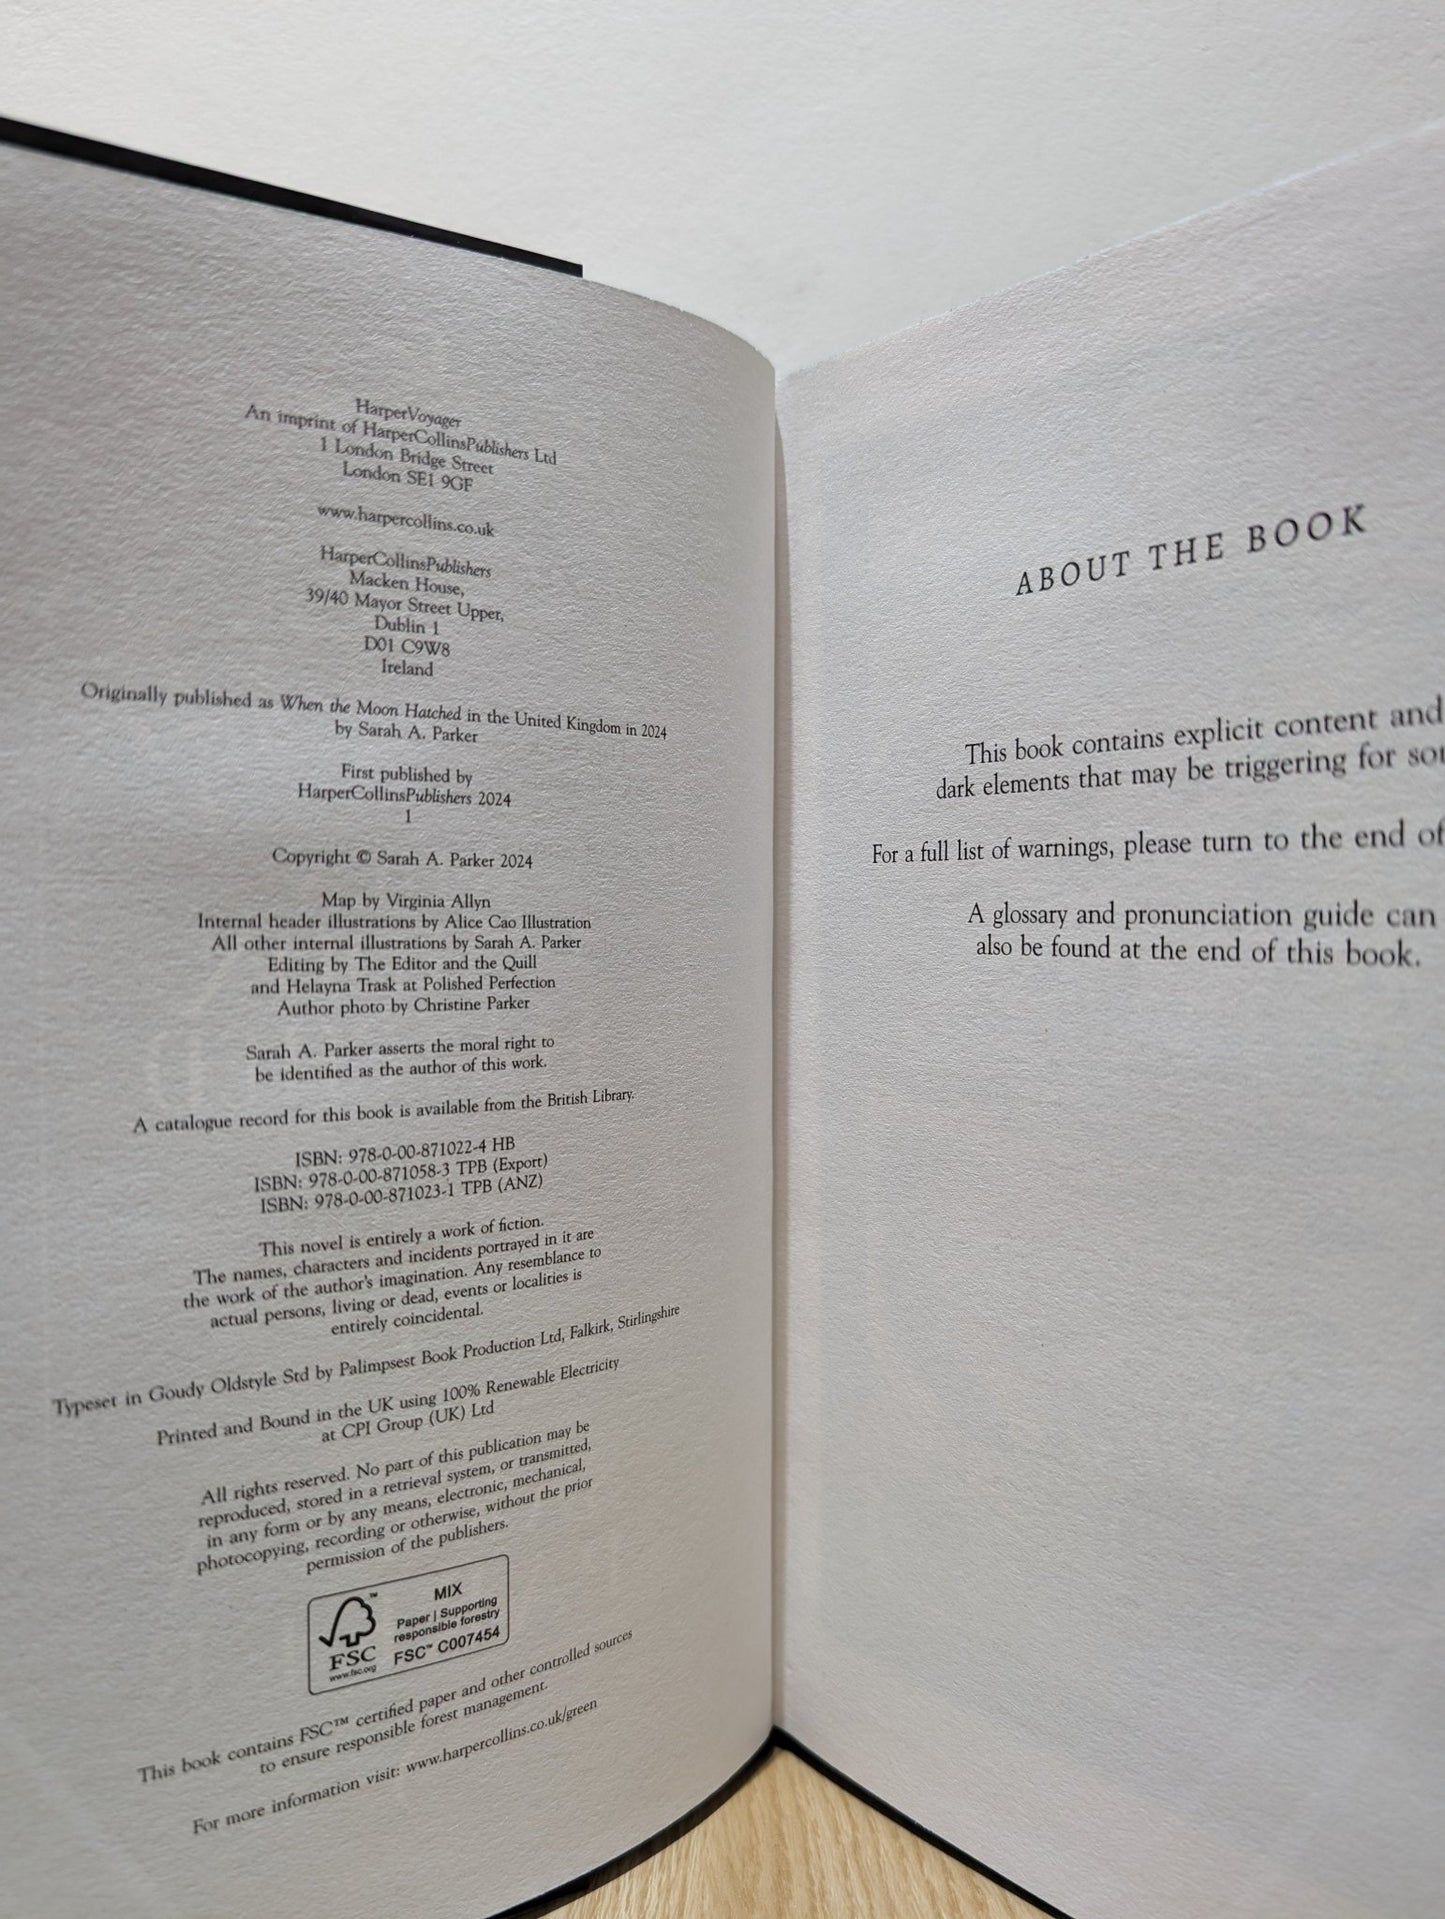 HarperVoyager
An imprint of HarperCollinsPublishers Ltd
1 London Bridge Street
London SE1 9GF
www.harpercollins.co.uk
HarperCollinsPublishers
Macken House,
39/40 Mayor Street Upper,
Dublin 1
D01 C9W8
Ireland
Originally published as When the Moon Hatched in the United Kingdom in 2024
by Sarah A. Parker
First published by
HarperCollinsPublishers 2024
1
Copyright © Sarah A. Parker 2024
Map by Virginia Allyn
Internal header illustrations by Alice Cao Illustration
All other internal illustrations by Sarah A. Parker
Editing by The Editor and the Quill
and Helayna Trask at Polished Perfection
Author photo by Christine Parker
Sarah A. Parker asserts the moral right to
be identified as the author of this work.
A catalogue record for this book is available from the British Library.
ISBN: 978-0-00-871022-4 HB
ISBN: 978-0-00-871058-3 TPB (Export)
ISBN: 978-0-00-871023-1 TPB (ANZ)
This novel is entirely a work of fiction.
The names, characters and incidents portrayed in it are
the work of the author's imagination. Any resemblance to
actual persons, living or dead, events or localities is
entirely coincidental.
Typeset in Goudy Oldstyle Std by Palimpsest Book Production Ltd, Falkirk, Stirlingshire
Printed and Bound in the UK using 100% Renewable Electricity
at CPI Group (UK) Ltd
All rights reserved. No part of this publication may be
reproduced, stored in a retrieval system, or transmitted,
in any form or by any means, electronic, mechanical,
photocopying, recording or otherwise, without the prior
permission of the publishers.
FSC™
www.fsc.org
MIX
Paper | Supporting
responsible forestry
FSC™ C007454
This book contains FSC™ certified paper and other controlled sources
to ensure responsible forest management.
For more information visit: www.harpercollins.co.uk/green
ABOUT THE BOOK
This book contains explicit content and
dark elements that may be triggering for
For a full list of warnings, please turn to the end of
A glossary and pronunciation guide can
also be found at the end of this book.